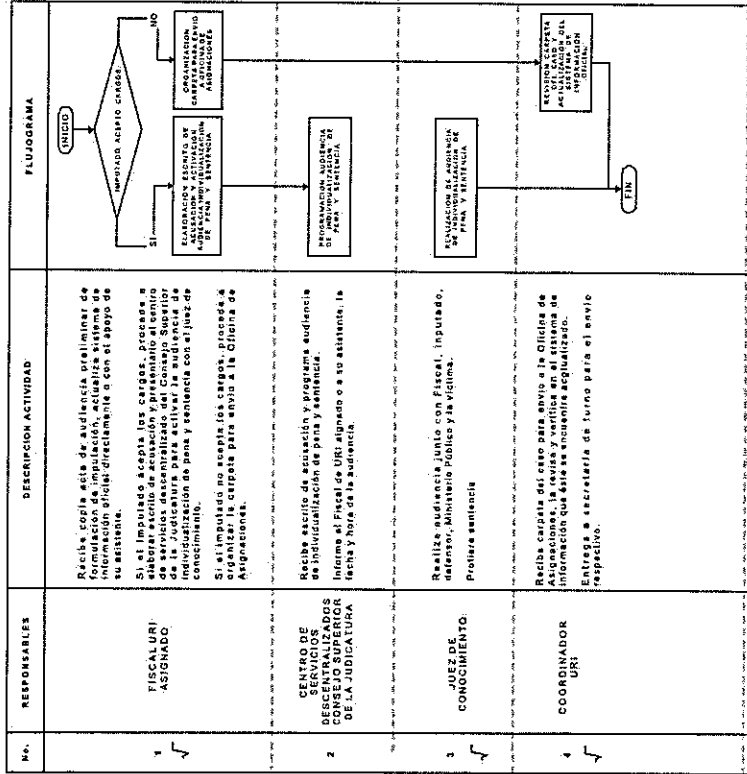 No.
RESPONSABLES
DESCRIPCION ACTIVIDAD
FLUJOGRAMA
1
FISCAL URI
ASIGNADO
Recibe copia acta de audiencia preliminar de
formulación de imputación, actualiza sistema de
información oficial directamente o con el apoyo de
su asistente.
Si el Imputado acepta los cargos, procede a
elaborar escrito de acusación y presentarlo al centro
de servicios descentralizado del Consejo Superior
de la Judicatura para activar la audiencia de
individualización de pena y sentencia con el juez de
conocimiento.
Si el imputado no acepta los cargos, procede a
organizar la carpeta para envío a la Oficina de
Asignaciones.
INICIO
IMPUTADO ACEPTO CARGOS
SI
NO
ELABORACION ESCRITO DE
ACUSACION Y ACTIVACION
AUDIENCIA INDIVIDUALIZACION
DE PENA Y SENTENCIA
ORGANIZACION
CARPETA PARA ENVIO
A OFICINA DE
ASIGNACIONES
2
CENTRO DE
SERVICIOS
DESCENTRALIZADOS
CONSEJO SUPERIOR
DE LA JUDICATURA
Recibe escrito de acusación y programa audiencia
de individualización de pena y sentencia.
Informa al Fiscal de URI asignado o a su asistente, la
fecha y hora de la audiencia.
PROGRAMACION AUDIENCIA
DE INDIVIDUALIZACION DE
PENA Y SENTENCIA
3
JUEZ DE
CONOCIMIENTO
Realiza audiencia junto con Fiscal, imputado,
defensor, Ministerio Público y la víctima.
Profiere sentencia
REALIZACION DE AUDIENCIA
DE INDIVIDUALIZACION DE
PENA Y SENTENCIA
4
COORDINADOR
URI
Recibe carpeta del caso para envío a la Oficina de
Asignaciones, la revisa y verifica en el sistema de
información que éste se encuentre actualizado.
Entrega a secretaria de turno para el envío
respectivo.
REVISION CARPETA
DEL CASO Y
ACTUALIZACION DEL
SISTEMA DE
INFORMACION
OFICIAL
FIN